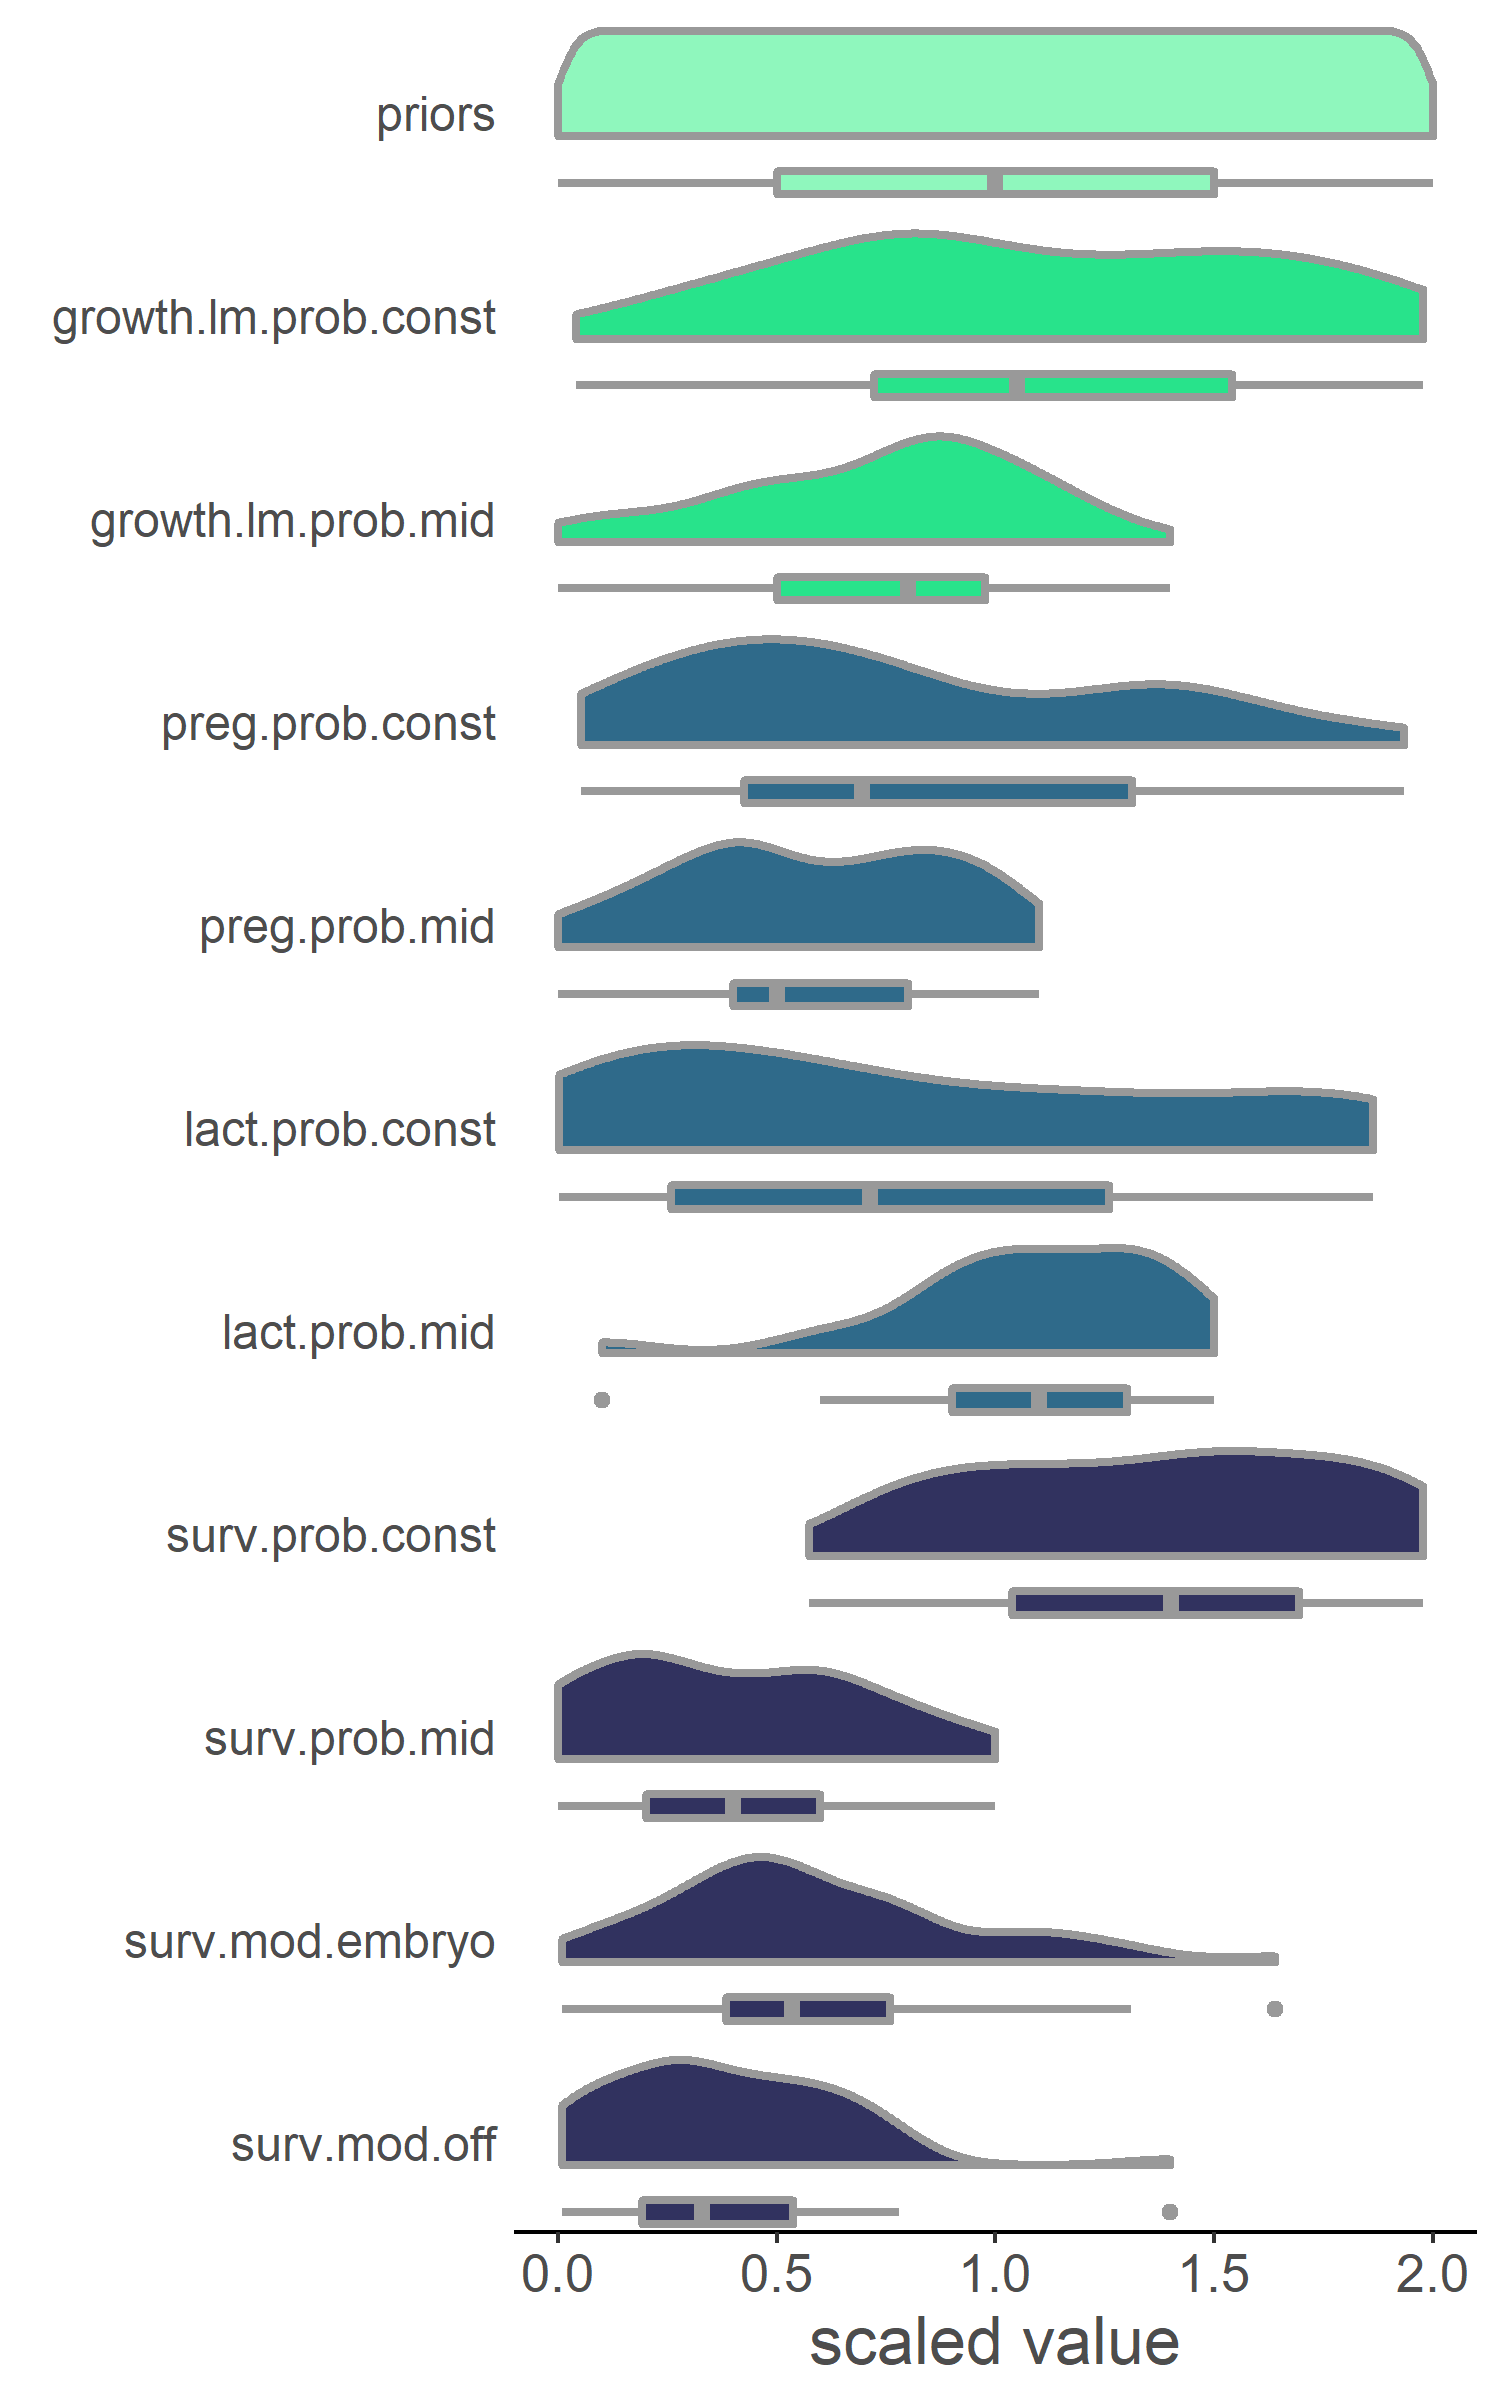 priors
growth.lm.prob.const
growth.lm.prob.mid
preg.prob.const
preg.prob.mid
lact.prob.const
lact.prob.mid
surv.prob.const
surv.prob.mid
surv.mod.embryo
surv.mod.off
0.0 0.5 1.0 1.5 2.0
scaled value